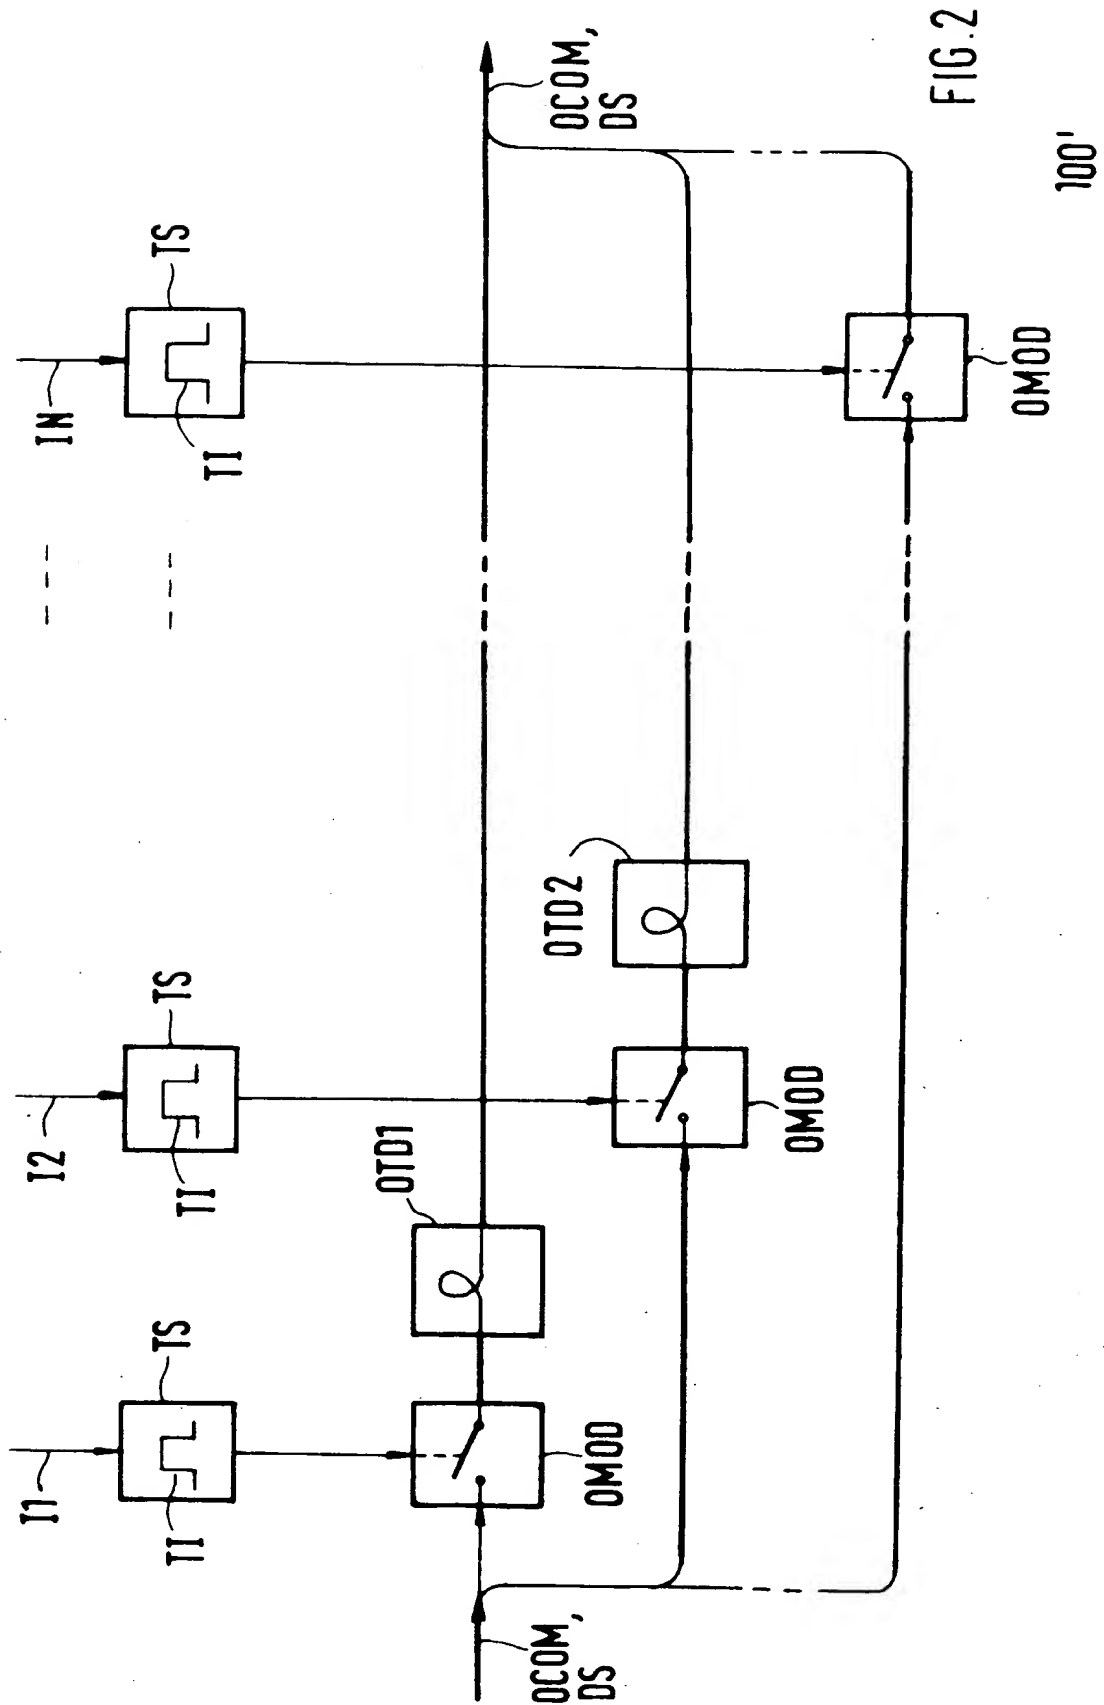 I1
TS
TI
I2
TS
TI
IN
TS
TI
OCOM,
DS
OMOD
OTD1
OMOD
OTD2
OMOD
OCOM,
DS
FIG.2
100'